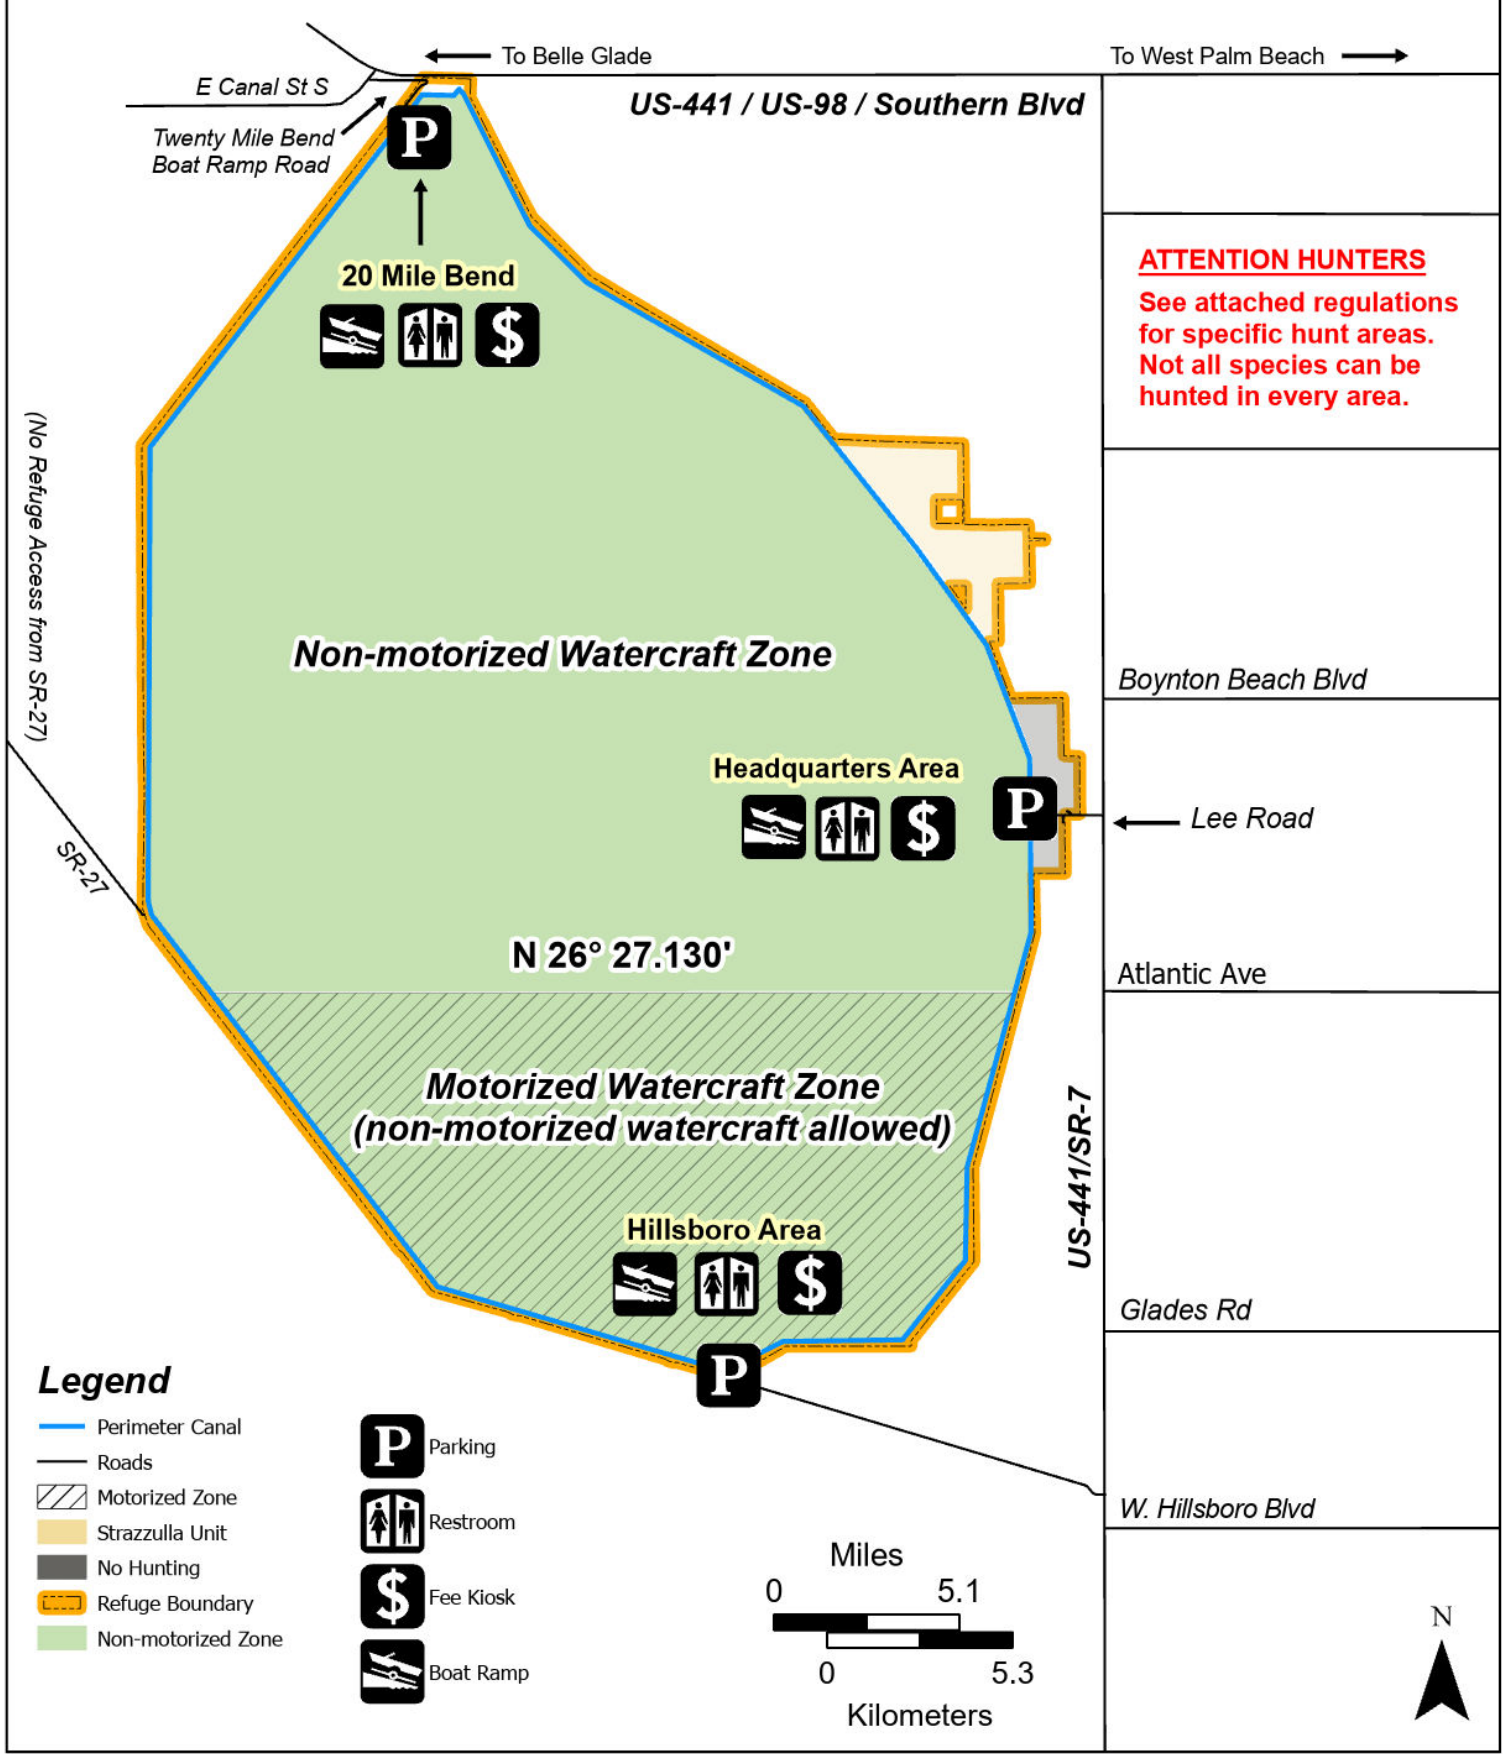 To Belle Glade
To West Palm Beach
E Canal St S
US-441 / US-98 / Southern Blvd
Twenty Mile Bend
Boat Ramp Road
P
20 Mile Bend
$
ATTENTION HUNTERS
See attached regulations
for specific hunt areas.
Not all species can be
hunted in every area.
(No Refuge Access from SR-27)
Non-motorized Watercraft Zone
Boynton Beach Blvd
Headquarters Area
$
P
Lee Road
SR-27
N 26° 27.130'
Atlantic Ave
Motorized Watercraft Zone
(non-motorized watercraft allowed)
US-441/SR-7
Hillsboro Area
$
Glades Rd
P
W. Hillsboro Blvd
Legend
Perimeter Canal
Roads
Motorized Zone
Strazzulla Unit
No Hunting
Refuge Boundary
Non-motorized Zone
P Parking
Restroom
$ Fee Kiosk
Boat Ramp
Miles
0 5.1
0 5.3
Kilometers
N